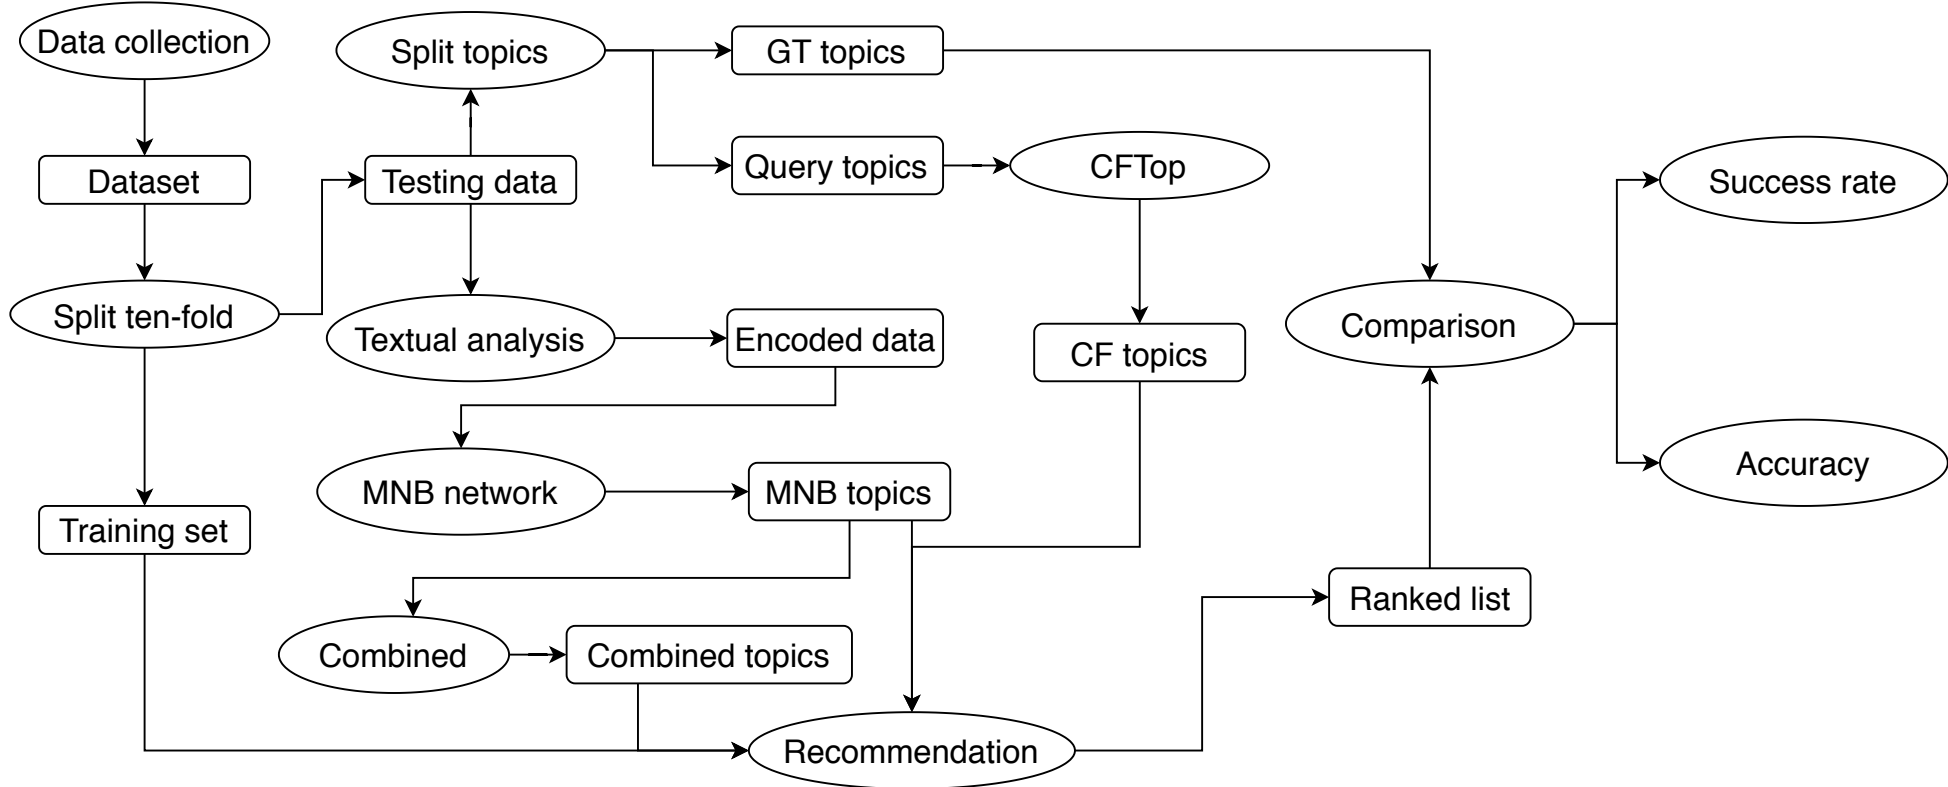 Data collection
Split topics
GT topics
Dataset
Testing data
Query topics
CFTop
Success rate
Split ten-fold
Textual analysis
Encoded data
CF topics
Comparison
Accuracy
MNB network
MNB topics
Training set
Ranked list
Combined
Combined topics
Recommendation